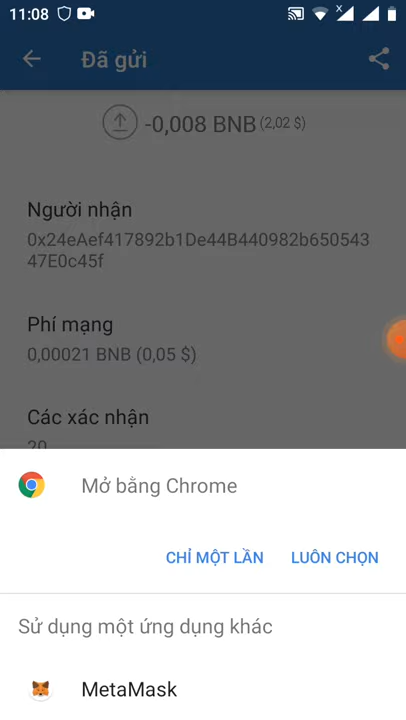 11:08
Đã gửi
-0,008 BNB (2,02 $)
Người nhận
0x24eAef417892b1De44B440982b650543
47E0c45f
Phí mạng
0,00021 BNB (0,05 $)
Các xác nhận
20
Mở bằng Chrome
CHỈ MỘT LẦN LUÔN CHỌN
Sử dụng một ứng dụng khác
MetaMask